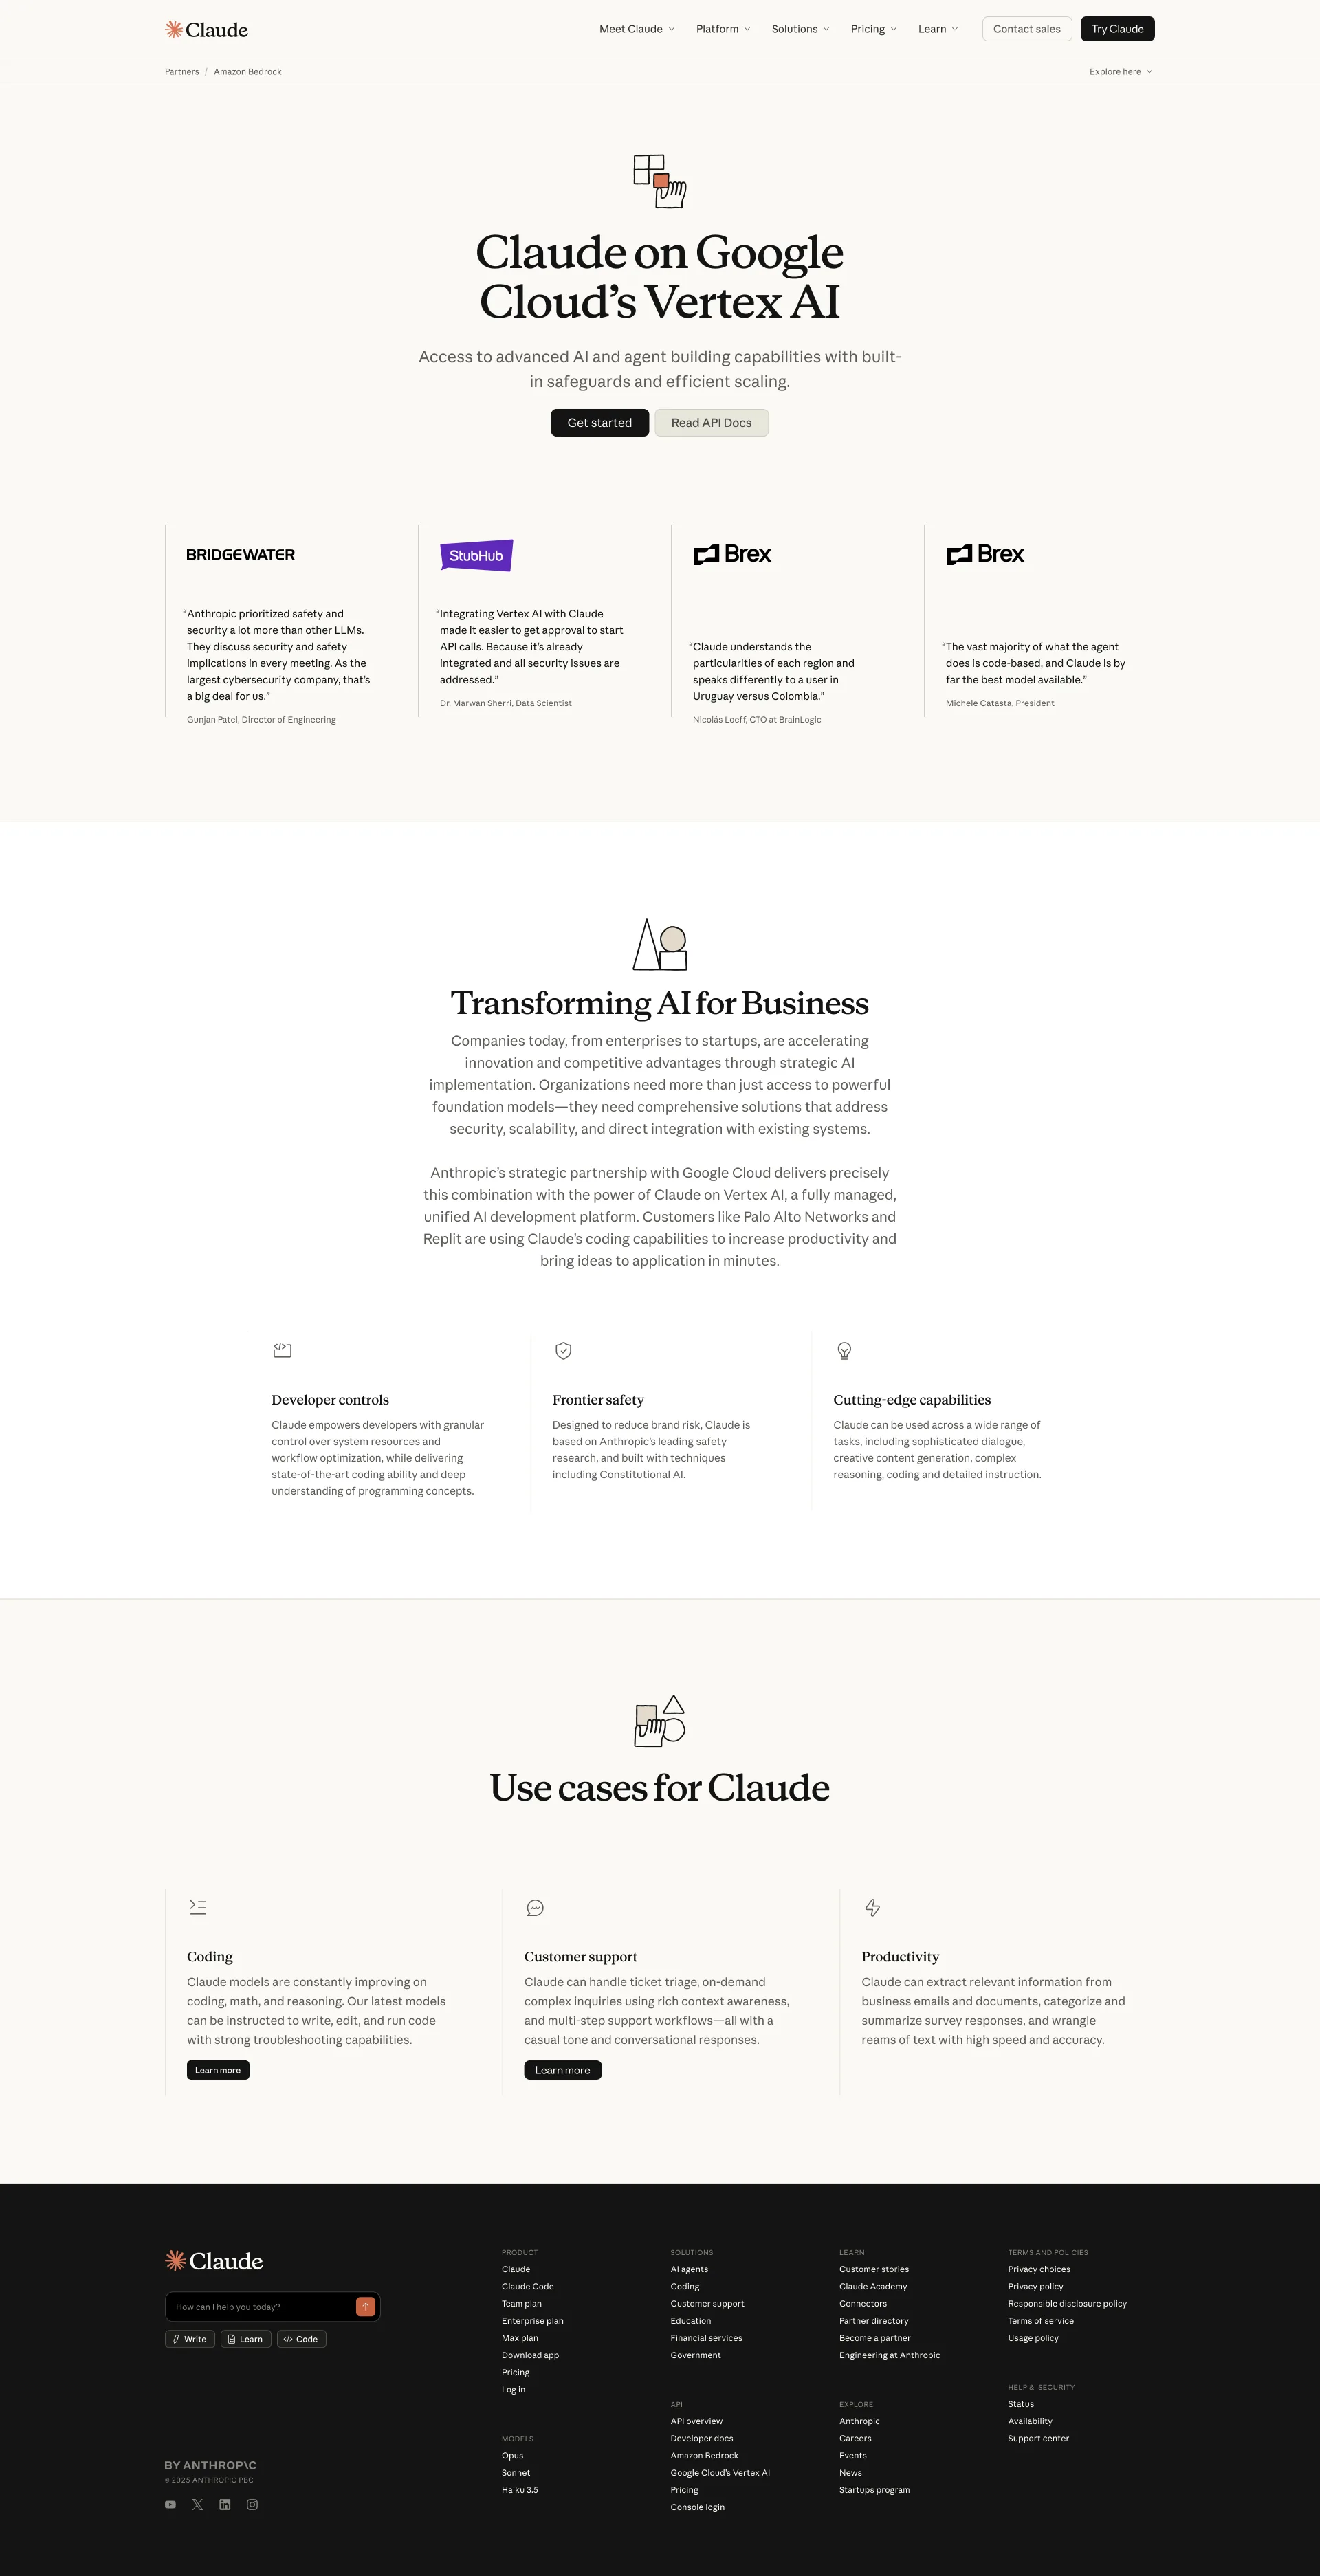 Claude
Meet Claude
Platform
Solutions
Pricing
Learn
Contact sales
Try Claude
Partners / Amazon Bedrock
Explore here
Claude on Google
Cloud’s Vertex AI
Access to advanced AI and agent building capabilities with built-
in safeguards and efficient scaling.
Get started
Read API Docs
BRIDGEWATER
“Anthropic prioritized safety and
security a lot more than other LLMs.
They discuss security and safety
implications in every meeting. As the
largest cybersecurity company, that’s
a big deal for us.”
Gunjan Patel, Director of Engineering
StubHub
“Integrating Vertex AI with Claude
made it easier to get approval to start
API calls. Because it’s already
integrated and all security issues are
addressed.”
Dr. Marwan Sherri, Data Scientist
Brex
“Claude understands the
particularities of each region and
speaks differently to a user in
Uruguay versus Colombia.”
Nicolás Loeff, CTO at BrainLogic
Brex
“The vast majority of what the agent
does is code-based, and Claude is by
far the best model available.”
Michele Catasta, President
Transforming AI for Business
Companies today, from enterprises to startups, are accelerating
innovation and competitive advantages through strategic AI
implementation. Organizations need more than just access to powerful
foundation models—they need comprehensive solutions that address
security, scalability, and direct integration with existing systems.
Anthropic’s strategic partnership with Google Cloud delivers precisely
this combination with the power of Claude on Vertex AI, a fully managed,
unified AI development platform. Customers like Palo Alto Networks and
Replit are using Claude’s coding capabilities to increase productivity and
bring ideas to application in minutes.
Developer controls
Claude empowers developers with granular
control over system resources and
workflow optimization, while delivering
state-of-the-art coding ability and deep
understanding of programming concepts.
Frontier safety
Designed to reduce brand risk, Claude is
based on Anthropic’s leading safety
research, and built with techniques
including Constitutional AI.
Cutting-edge capabilities
Claude can be used across a wide range of
tasks, including sophisticated dialogue,
creative content generation, complex
reasoning, coding and detailed instruction.
Use cases for Claude
Coding
Claude models are constantly improving on
coding, math, and reasoning. Our latest models
can be instructed to write, edit, and run code
with strong troubleshooting capabilities.
Learn more
Customer support
Claude can handle ticket triage, on-demand
complex inquiries using rich context awareness,
and multi-step support workflows—all with a
casual tone and conversational responses.
Learn more
Productivity
Claude can extract relevant information from
business emails and documents, categorize and
summarize survey responses, and wrangle
reams of text with high speed and accuracy.
Claude
How can I help you today?
Write
Learn
Code
BY ANTHROP\C
© 2025 ANTHROPIC PBC
PRODUCT
Claude
Claude Code
Team plan
Enterprise plan
Max plan
Download app
Pricing
Log in
MODELS
Opus
Sonnet
Haiku 3.5
SOLUTIONS
AI agents
Coding
Customer support
Education
Financial services
Government
API
API overview
Developer docs
Amazon Bedrock
Google Cloud’s Vertex AI
Pricing
Console login
LEARN
Customer stories
Claude Academy
Connectors
Partner directory
Become a partner
Engineering at Anthropic
EXPLORE
Anthropic
Careers
Events
News
Startups program
TERMS AND POLICIES
Privacy choices
Privacy policy
Responsible disclosure policy
Terms of service
Usage policy
HELP & SECURITY
Status
Availability
Support center